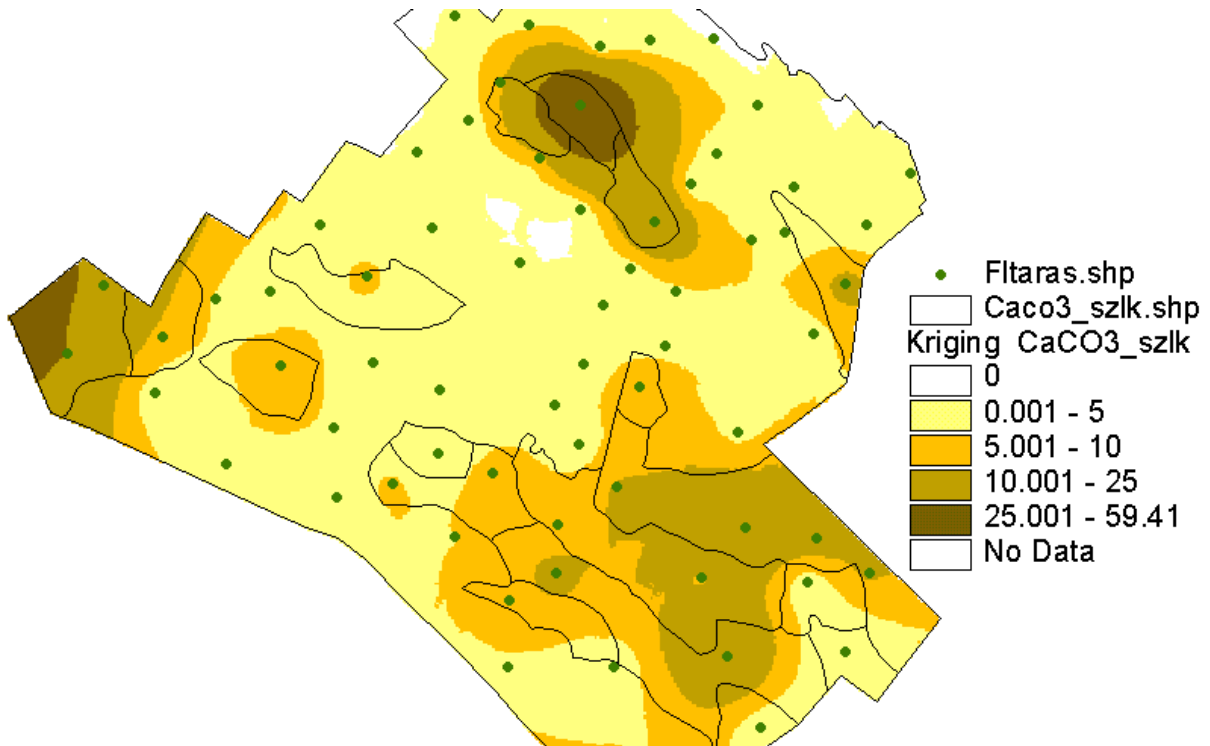 Fltaras.shp
Caco3_szlk.shp
Kriging CaCO3_szlk
0
0.001 - 5
5.001 - 10
10.001 - 25
25.001 - 59.41
No Data